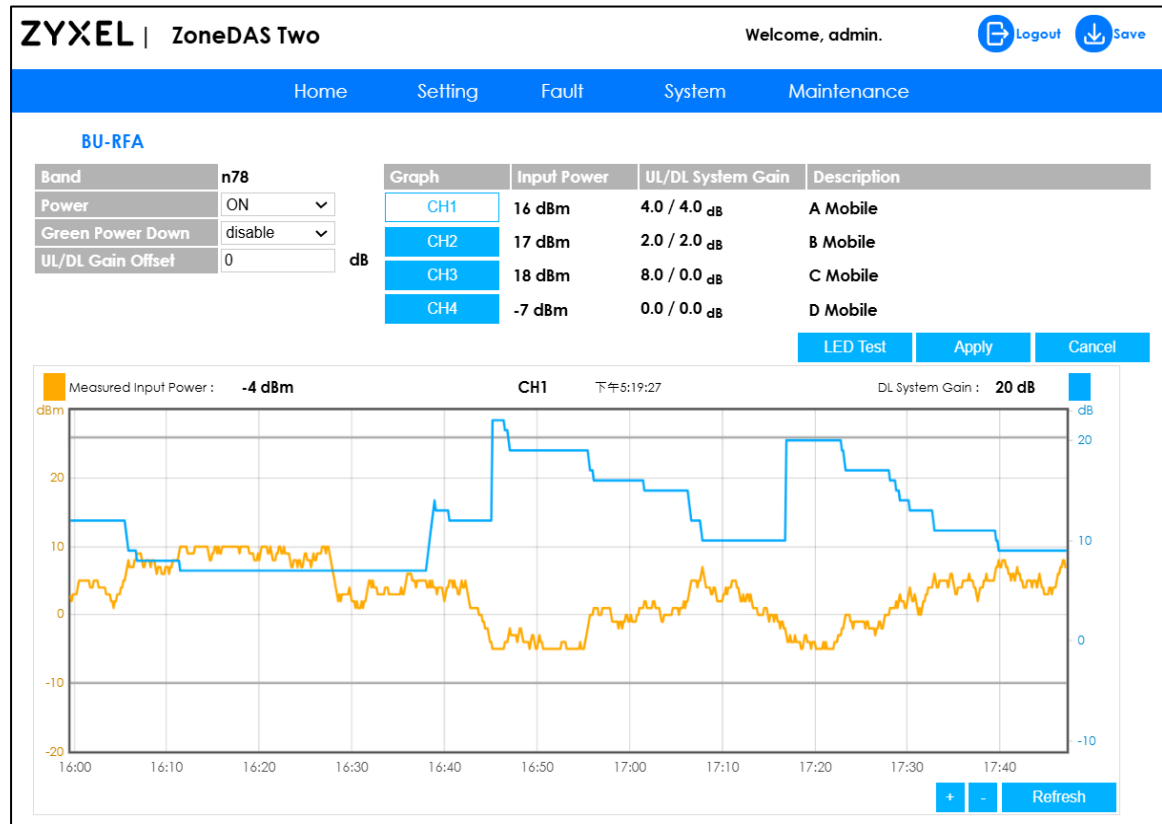 ZYXEL | ZoneDAS Two
Welcome, admin.
Logout
Save
Home Setting Fault System Maintenance
BU-RFA
Band n78
Power ON
Green Power Down disable
UL/DL Gain Offset 0 dB
Graph Input Power UL/DL System Gain Description
CH1 16 dBm 4.0 / 4.0 dB A Mobile
CH2 17 dBm 2.0 / 2.0 dB B Mobile
CH3 18 dBm 8.0 / 0.0 dB C Mobile
CH4 -7 dBm 0.0 / 0.0 dB D Mobile
LED Test Apply Cancel
Measured Input Power : -4 dBm CH1 下午5:19:27 DL System Gain : 20 dB
dBm dB
20 20
10 10
0 0
-10 -10
-20
16:00 16:10 16:20 16:30 16:40 16:50 17:00 17:10 17:20 17:30 17:40
+ - Refresh